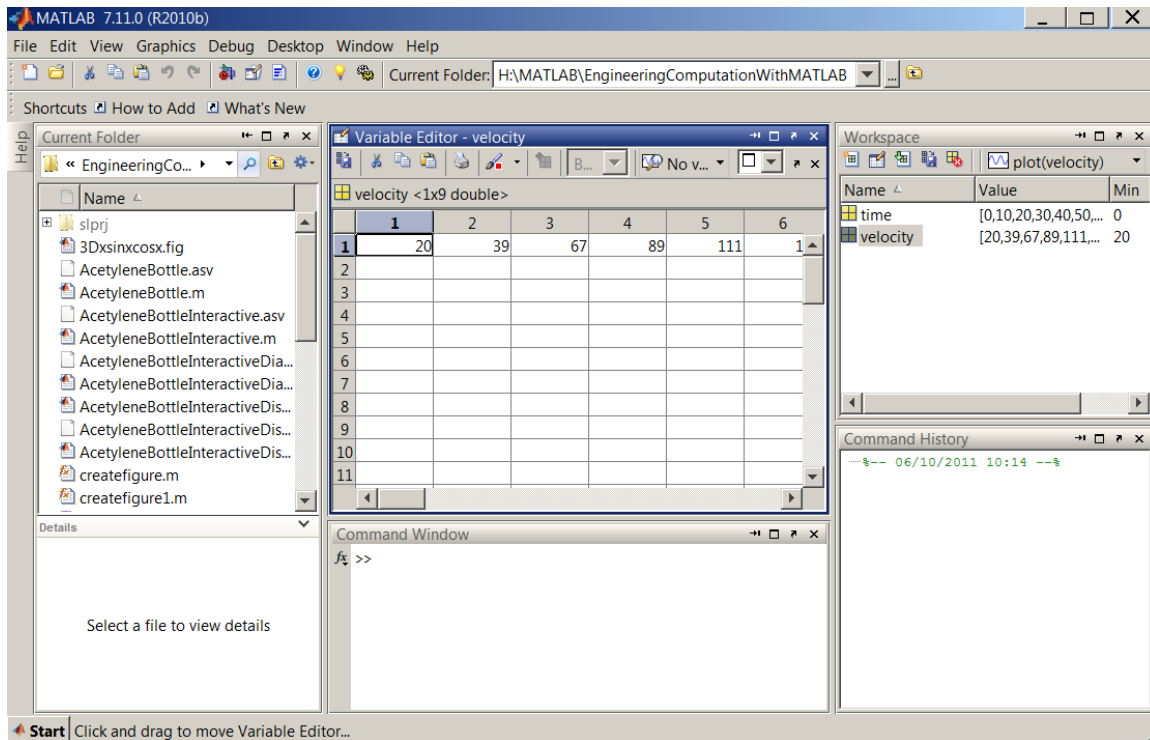 MATLAB 7.11.0 (R2010b)
File Edit View Graphics Debug Desktop Window Help
Current Folder: H:\MATLAB\EngineeringComputationWithMATLAB
Shortcuts How to Add What's New
Help
Current Folder
« EngineeringCo...
Name
slprj
3Dxsinxcosx.fig
AcetyleneBottle.asv
AcetyleneBottle.m
AcetyleneBottleInteractive.asv
AcetyleneBottleInteractive.m
AcetyleneBottleInteractiveDia...
AcetyleneBottleInteractiveDia...
AcetyleneBottleInteractiveDis...
AcetyleneBottleInteractiveDis...
AcetyleneBottleInteractiveDis...
createfigure.m
createfigure1.m
Details
Select a file to view details
Variable Editor - velocity
B... No v...
velocity <1x9 double>
1 2 3 4 5 6
1 20 39 67 89 111 1
2
3
4
5
6
7
8
9
10
11
Command Window
fx >>
Workspace
plot(velocity)
Name Value Min
time [0,10,20,30,40,50,... 0
velocity [20,39,67,89,111,... 20
Command History
%-- 06/10/2011 10:14 --%
Start Click and drag to move Variable Editor...